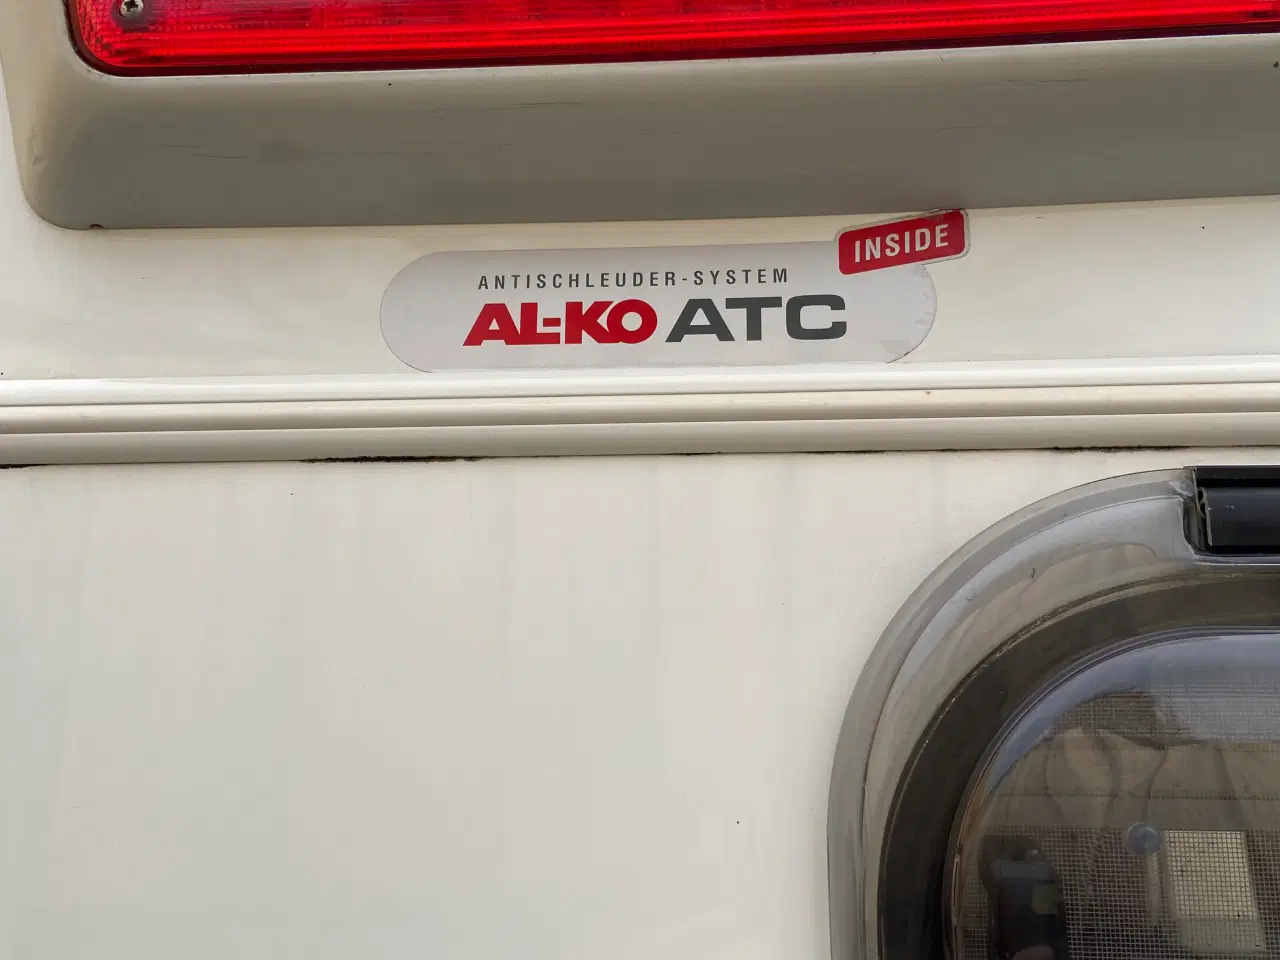 INSIDE
ANTISCHLEUDER-SYSTEM
AL-KO ATC